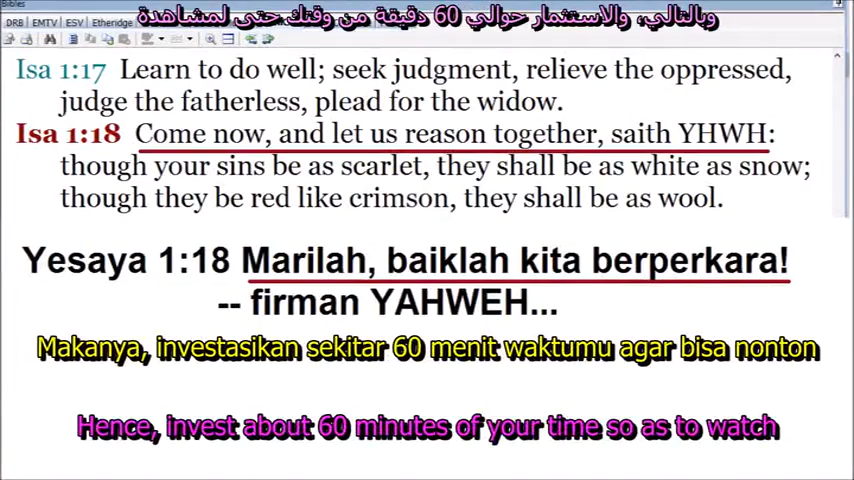 Bibles
وبالتالي، والاستثمار حوالي 60 دقيقة من وقتك حتى لمشاهدة
DRB EMTV ESV Etheridge
Isa 1:17 Learn to do well; seek judgment, relieve the oppressed,
judge the fatherless, plead for the widow.
Isa 1:18 Come now, and let us reason together, saith YHWH:
though your sins be as scarlet, they shall be as white as snow;
though they be red like crimson, they shall be as wool.
Yesaya 1:18 Marilah, baiklah kita berperkara!
-- firman YAHWEH...
Makanya, investasikan sekitar 60 menit waktumu agar bisa nonton
Hence, invest about 60 minutes of your time so as to watch